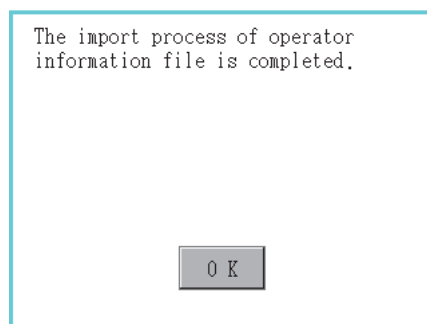 The import process of operator
information file is completed.
O K